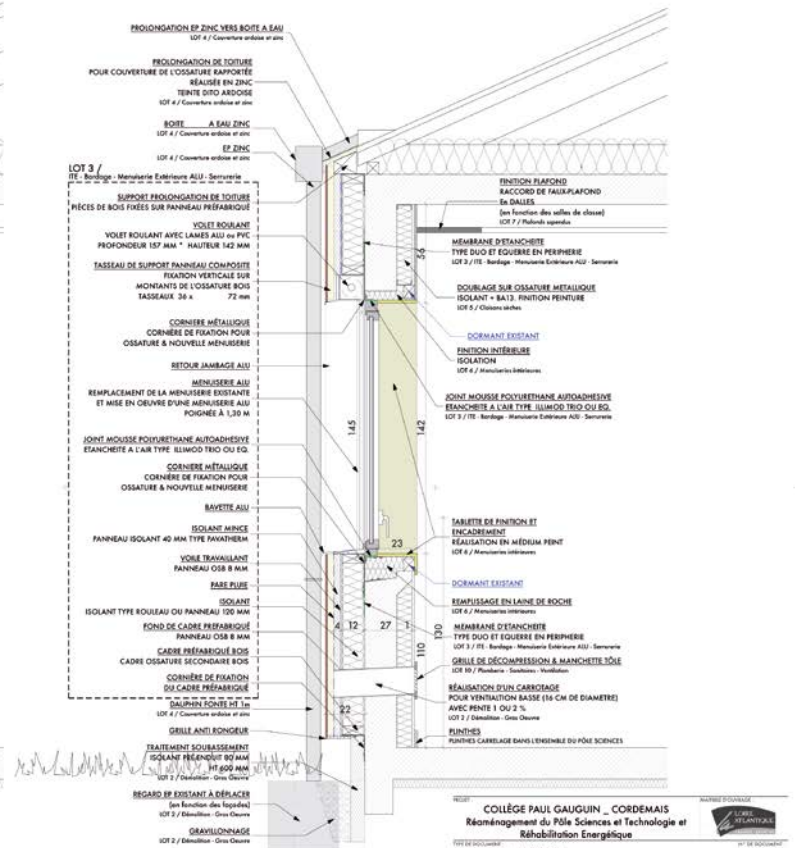 PROLONGATION EP ZINC VERS BOITE A EAU
LOT 4 / Couverture ardoise et zinc
PROLONGATION DE TOITURE
POUR COUVERTURE DE L'OSSATURE RAPPORTÉE
RÉALISÉE EN ZINC
TEINTE DITO ARDOISE
LOT 4 / Couverture ardoise et zinc
BOITE A EAU ZINC
LOT 4 / Couverture ardoise et zinc
EP ZINC
LOT 4 / Couverture ardoise et zinc
LOT 3 /
ITE - Bardage - Menuiserie Extérieure ALU - Serrurerie
SUPPORT PROLONGATION DE TOITURE
PIÈCES DE BOIS FIXÉES SUR PANNEAU PRÉFABRIQUÉ
VOLET ROULANT
VOLET ROULANT AVEC LAMES ALU ou PVC
PROFONDEUR 157 MM * HAUTEUR 142 MM
TASSEAU DE SUPPORT PANNEAU COMPOSITE
FIXATION VERTICALE SUR
MONTANTS DE L'OSSATURE BOIS
TASSEAUX 36 x 72 mm
CORNIERE MÉTALLIQUE
CORNIÈRE DE FIXATION POUR
OSSATURE & NOUVELLE MENUISERIE
RETOUR JAMBAGE ALU
MENUISERIE ALU
REMPLACEMENT DE LA MENUISERIE EXISTANTE
ET MISE EN OEUVRE D'UNE MENUISERIE ALU
POIGNÉE À 1,30 M
JOINT MOUSSE POLYURETHANE AUTOADHESIVE
ETANCHEITE A L'AIR TYPE ILLIMOD TRIO OU EQ.
CORNIERE MÉTALLIQUE
CORNIÈRE DE FIXATION POUR
OSSATURE & NOUVELLE MENUISERIE
BAVETTE ALU
ISOLANT MINCE
PANNEAU ISOLANT 40 MM TYPE PAVATHERM
VOILE TRAVAILLANT
PANNEAU OSB 8 MM
PARE PLUIE
ISOLANT
ISOLANT TYPE ROULEAU OU PANNEAU 120 MM
FOND DE CADRE PREFABRIQUÉ
PANNEAU OSB 8 MM
CADRE PRÉFABRIQUÉ BOIS
CADRE OSSATURE SECONDAIRE BOIS
CORNIÈRE DE FIXATION
DU CADRE PRÉFABRIQUÉ
DAUPHIN FONTE HT 1m
LOT 4 / Couverture ardoise et zinc
GRILLE ANTI RONGEUR
TRAITEMENT SOUBASSEMENT
ISOLANT PRÉ-ENDUIT 80 MM
HT 600 MM
LOT 2 / Démolition - Gros Oeuvre
REGARD EP EXISTANT À DÉPLACER
(en fonction des façades)
LOT 2 / Démolition - Gros Oeuvre
GRAVILLONNAGE
LOT 2 / Démolition - Gros Oeuvre
FINITION PLAFOND
RACCORD DE FAUX-PLAFOND
En DALLES
(en fonction des salles de classe)
LOT 7 / Plafonds suspendus
56
MEMBRANE D'ETANCHEITE
TYPE DUO ET EQUERRE EN PERIPHERIE
LOT 3 / ITE - Bardage - Menuiserie Extérieure ALU - Serrurerie
DOUBLAGE SUR OSSATURE METALLIQUE
ISOLANT + BA13. FINITION PEINTURE
LOT 5 / Cloisons sèches
DORMANT EXISTANT
FINITION INTÉRIEURE
ISOLATION
LOT 6 / Menuiseries intérieures
JOINT MOUSSE POLYURETHANE AUTOADHESIVE
ETANCHEITE A L'AIR TYPE ILLIMOD TRIO OU EQ.
LOT 3 / ITE - Bardage - Menuiserie Extérieure ALU - Serrurerie
145
142
23
TABLETTE DE FINITION ET
ENCADREMENT
RÉALISATION EN MÉDIUM PEINT
LOT 6 / Menuiseries intérieures
DORMANT EXISTANT
REMPLISSAGE EN LAINE DE ROCHE
LOT 6 / Menuiseries intérieures
4 12 27 1
130
110
MEMBRANE D'ETANCHEITE
TYPE DUO ET EQUERRE EN PERIPHERIE
LOT 3 / ITE - Bardage - Menuiserie Extérieure ALU - Serrurerie
GRILLE DE DÉCOMPRESSION & MANCHETTE TÔLE
LOT 10 / Plomberie - Sanitaires - Ventilation
RÉALISATION D'UN CARROTAGE
POUR VENTILATION BASSE (16 CM DE DIAMETRE)
AVEC PENTE 1 OU 2 %
LOT 2 / Démolition - Gros Oeuvre
22
PLINTHES
PLINTHES CARRELAGE DANS L'ENSEMBLE DU PÔLE SCIENCES
PROJET
COLLÈGE PAUL GAUGUIN _ CORDEMAIS
Réaménagement du Pôle Sciences et Technologie et
Réhabilitation Energétique
MAITRISE D'OUVRAGE
LOIRE
ATLANTIQUE
TYPE DE DOCUMENT
N° DE DOCUMENT